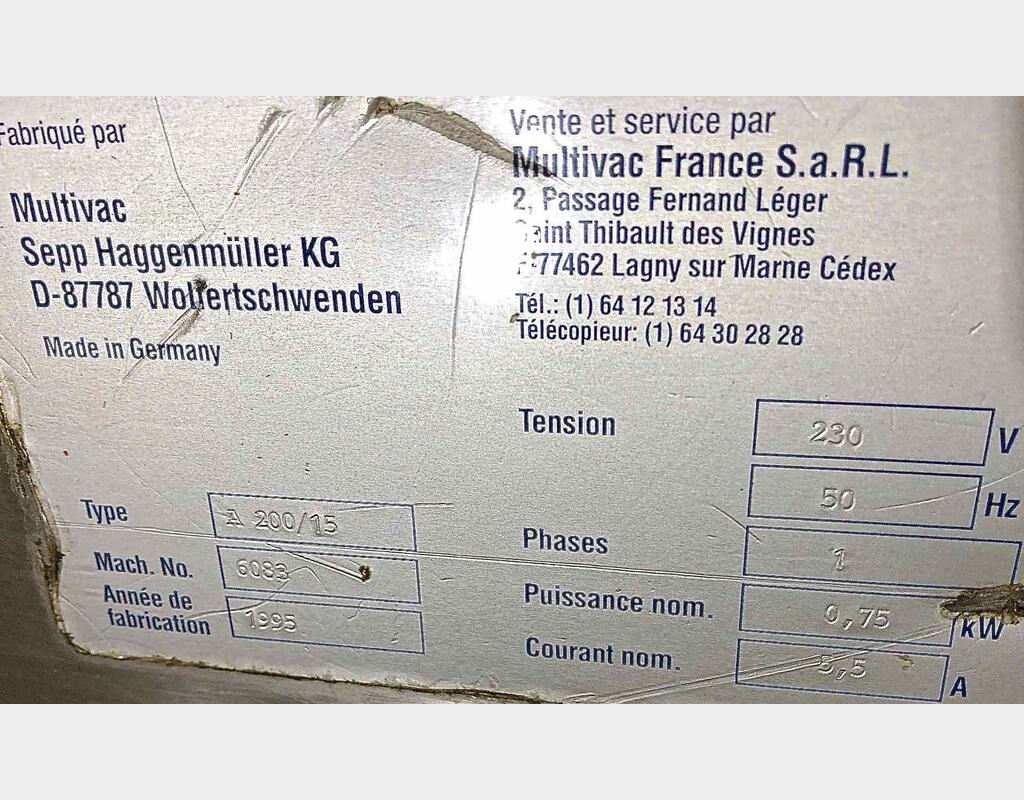 Fabriqué par
Multivac
Sepp Haggenmüller KG
D-87787 Wolfertschwenden
Made in Germany
Vente et service par
Multivac France S.a.R.L.
2, Passage Fernand Léger
Saint Thibault des Vignes
F-77462 Lagny sur Marne Cédex
Tél.: (1) 64 12 13 14
Télécopieur: (1) 64 30 28 28
Type A 200/15
Mach. No. 6083
Année de
fabrication 1995
Tension 230 V
50 Hz
Phases 1
Puissance nom. 0,75 kW
Courant nom. 5,5 A